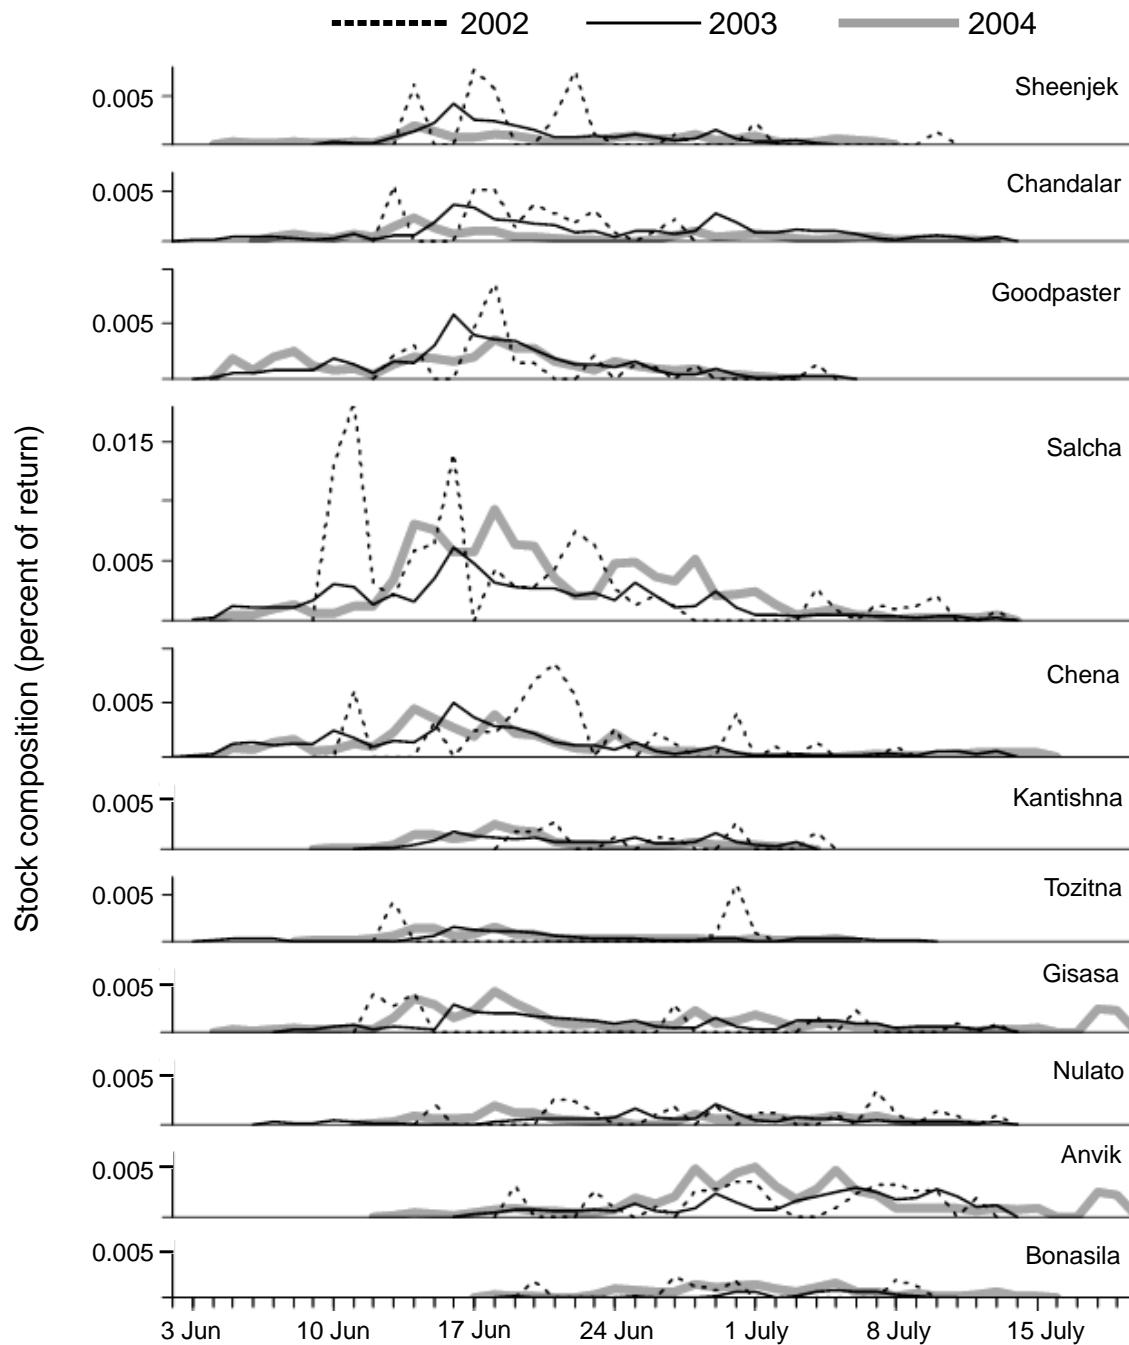 2002 2003 2004
Sheenjek
0.005
Chandalar
0.005
Goodpaster
0.005
Salcha
0.015
0.005
Chena
0.005
Kantishna
0.005
Tozitna
0.005
Gisasa
0.005
Nulato
0.005
Anvik
0.005
Bonasila
0.005
Stock composition (percent of return)
3 Jun 10 Jun 17 Jun 24 Jun 1 July 8 July 15 July